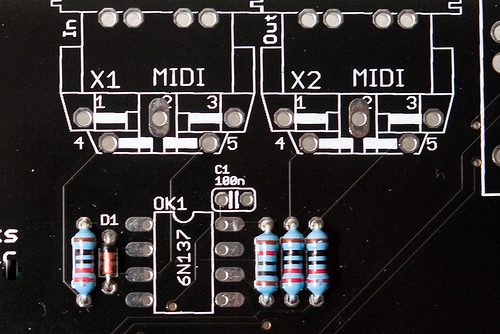 In
Out
X1 MIDI
X2 MIDI
1 2 3
1 2 3
4 5
4 5
C1
100n
D1
OK1
6N137